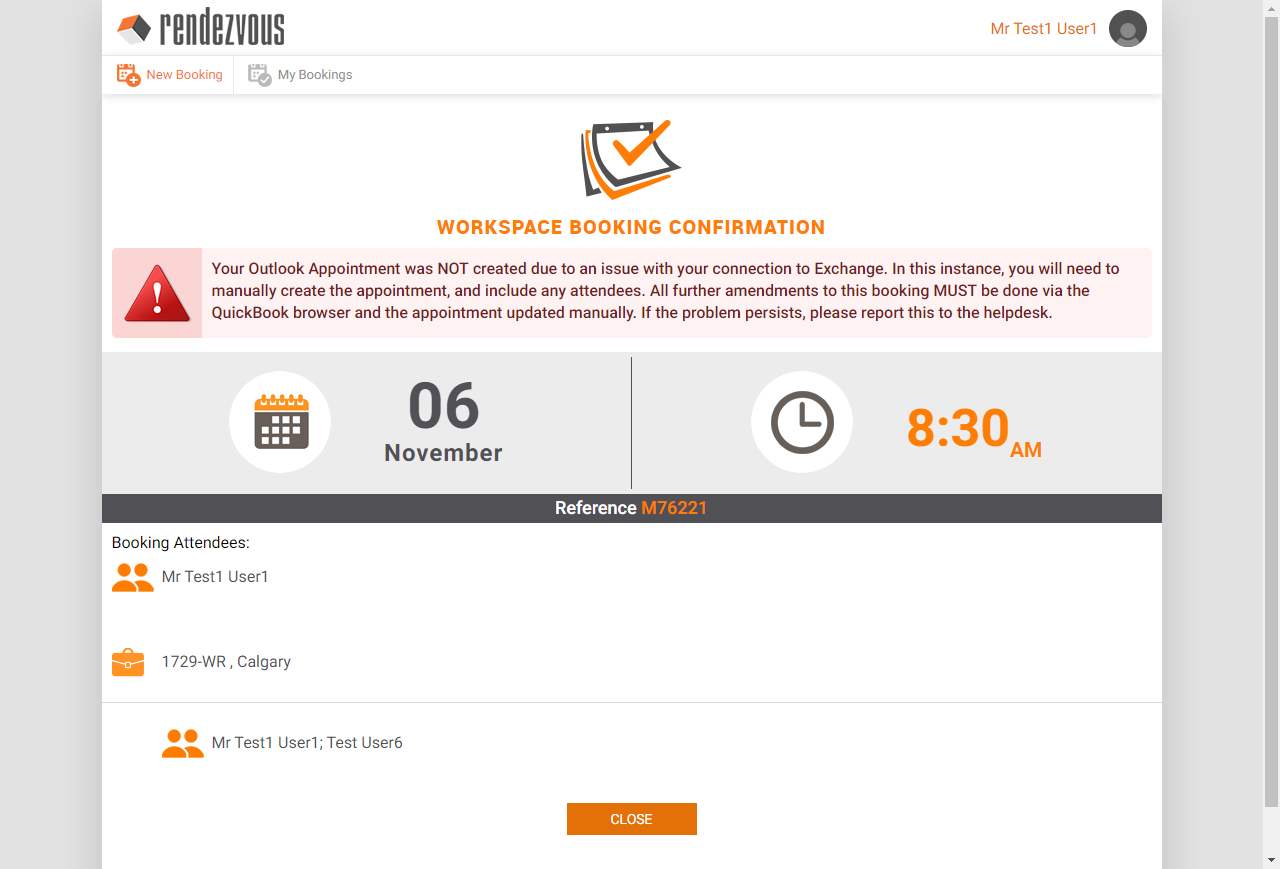 rendezvous
Mr Test1 User1
New Booking
My Bookings
WORKSPACE BOOKING CONFIRMATION
Your Outlook Appointment was NOT created due to an issue with your connection to Exchange. In this instance, you will need to
manually create the appointment, and include any attendees. All further amendments to this booking MUST be done via the
QuickBook browser and the appointment updated manually. If the problem persists, please report this to the helpdesk.
06
November
8:30 AM
Reference M76221
Booking Attendees:
Mr Test1 User1
1729-WR , Calgary
Mr Test1 User1; Test User6
CLOSE